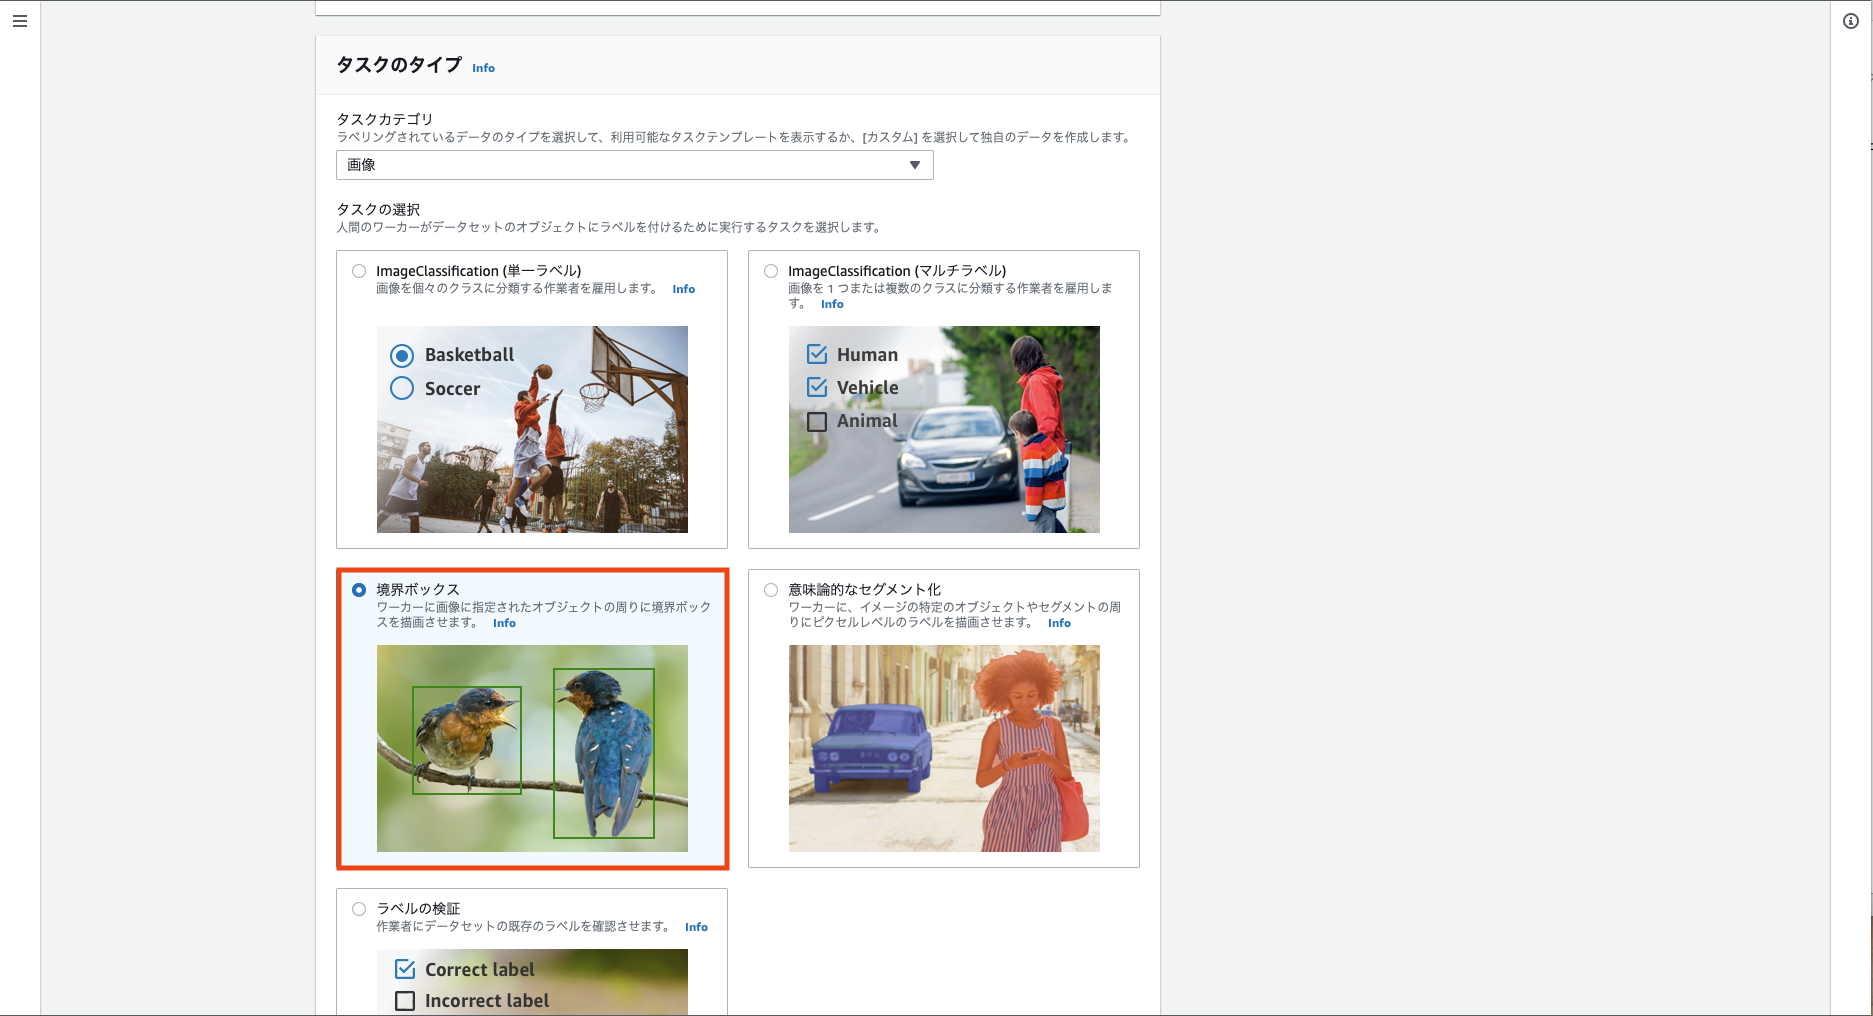 タスクのタイプ Info
タスクカテゴリ
ラベリングされているデータのタイプを選択して、利用可能なタスクテンプレートを表示するか、[カスタム] を選択して独自のデータを作成します。
画像
タスクの選択
人間のワーカーがデータセットのオブジェクトにラベルを付けるために実行するタスクを選択します。
ImageClassification (単一ラベル)
画像を個々のクラスに分類する作業者を雇用します。 Info
Basketball
Soccer
ImageClassification (マルチラベル)
画像を 1 つまたは複数のクラスに分類する作業者を雇用しま
す。 Info
Human
Vehicle
Animal
境界ボックス
ワーカーに画像に指定されたオブジェクトの周りに境界ボック
スを描画させます。 Info
意味論的なセグメント化
ワーカーに、イメージの特定のオブジェクトやセグメントの周
りにピクセルレベルのラベルを描画させます。 Info
ラベルの検証
作業者にデータセットの既存のラベルを確認させます。 Info
Correct label
Incorrect label